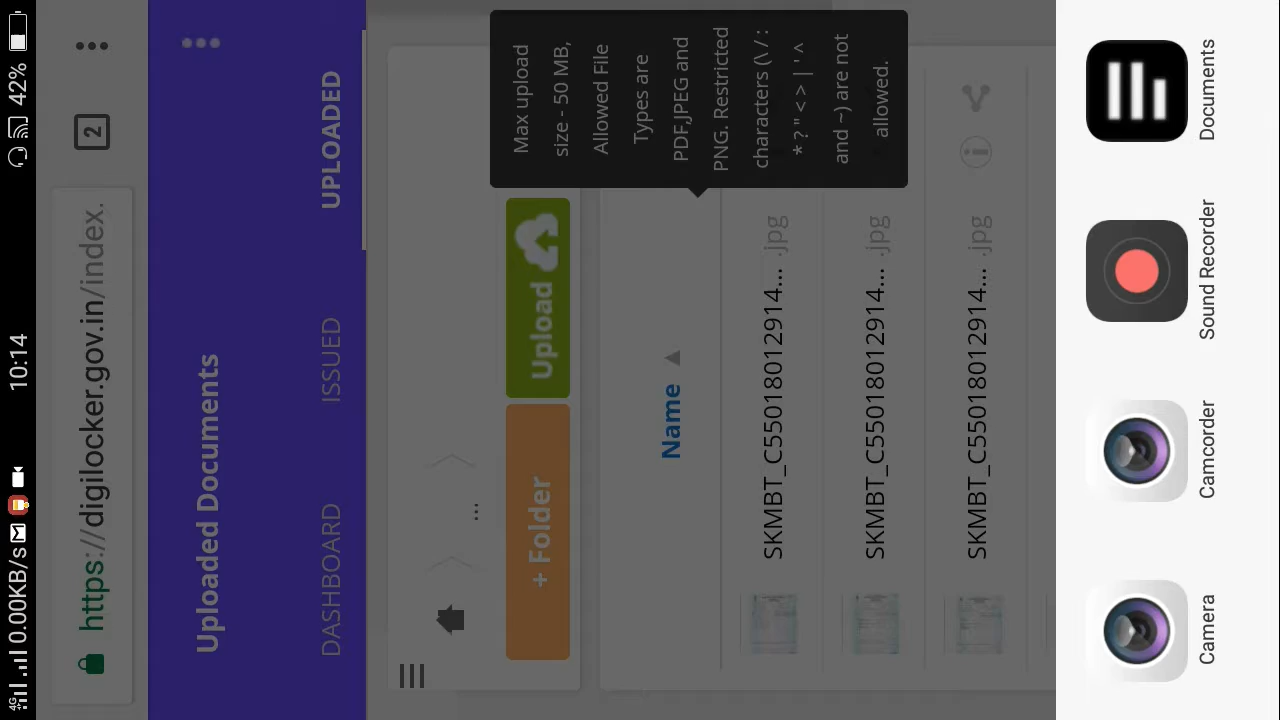 4G 0.00KB/s 10:14 42%
https://digilocker.gov.in/index. 2
Uploaded Documents
DASHBOARD ISSUED UPLOADED
...
+ Folder Upload
Max upload
size - 50 MB,
Allowed File
Types are
PDF,JPEG and
PNG. Restricted
characters (\ / :
* ? " < > | ' ^
and ~) are not
allowed.
Name ▲
SKMBT_C55018012914... .jpg
SKMBT_C55018012914... .jpg
SKMBT_C55018012914... .jpg
Camera Camcorder Sound Recorder Documents